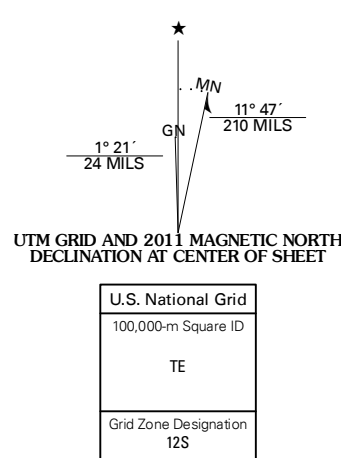 ★
MN
11° 47´
210 MILS
GN
1° 21´
24 MILS
UTM GRID AND 2011 MAGNETIC NORTH
DECLINATION AT CENTER OF SHEET
U.S. National Grid
100,000-m Square ID
TE
Grid Zone Designation
12S